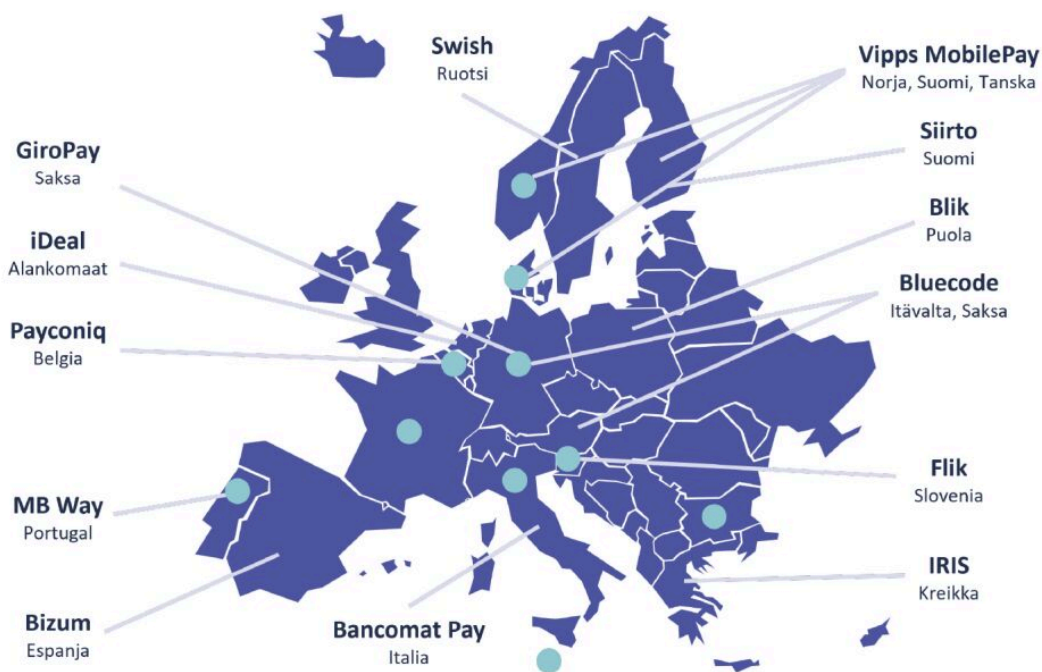 Swish
Ruotsi
Vipps MobilePay
Norja, Suomi, Tanska
GiroPay
Saksa
Siirto
Suomi
iDeal
Alankomaat
Blik
Puola
Payconiq
Belgia
Bluecode
Itävalta, Saksa
MB Way
Portugal
Flik
Slovenia
Bizum
Espanja
Bancomat Pay
Italia
IRIS
Kreikka